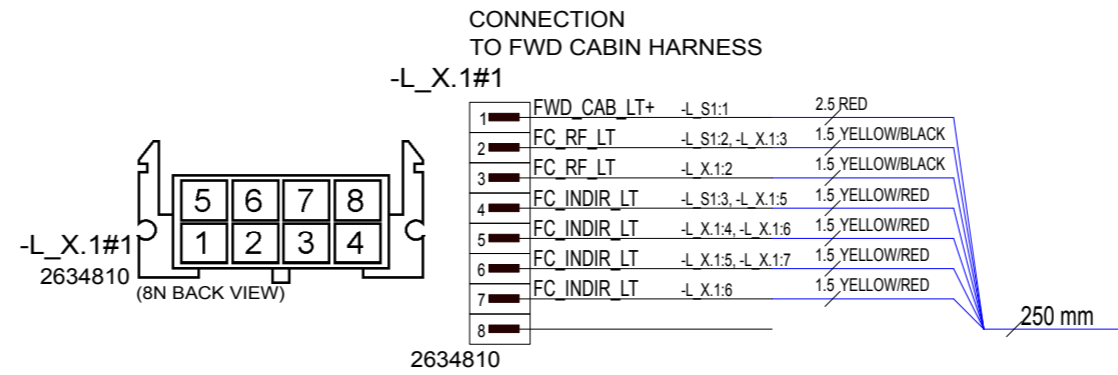 CONNECTION
TO FWD CABIN HARNESS
-L_X.1#1
1 FWD_CAB_LT+ -L_S1:1 2.5 RED
2 FC_RF_LT -L_S1:2, -L_X.1:3 1.5 YELLOW/BLACK
3 FC_RF_LT -L_X.1:2 1.5 YELLOW/BLACK
4 FC_INDIR_LT -L_S1:3, -L_X.1:5 1.5 YELLOW/RED
5 FC_INDIR_LT -L_X.1:4, -L_X.1:6 1.5 YELLOW/RED
6 FC_INDIR_LT -L_X.1:5, -L_X.1:7 1.5 YELLOW/RED
7 FC_INDIR_LT -L_X.1:6 1.5 YELLOW/RED
8
250 mm
2634810
5 6 7 8
1 2 3 4
-L_X.1#1
2634810
(8N BACK VIEW)